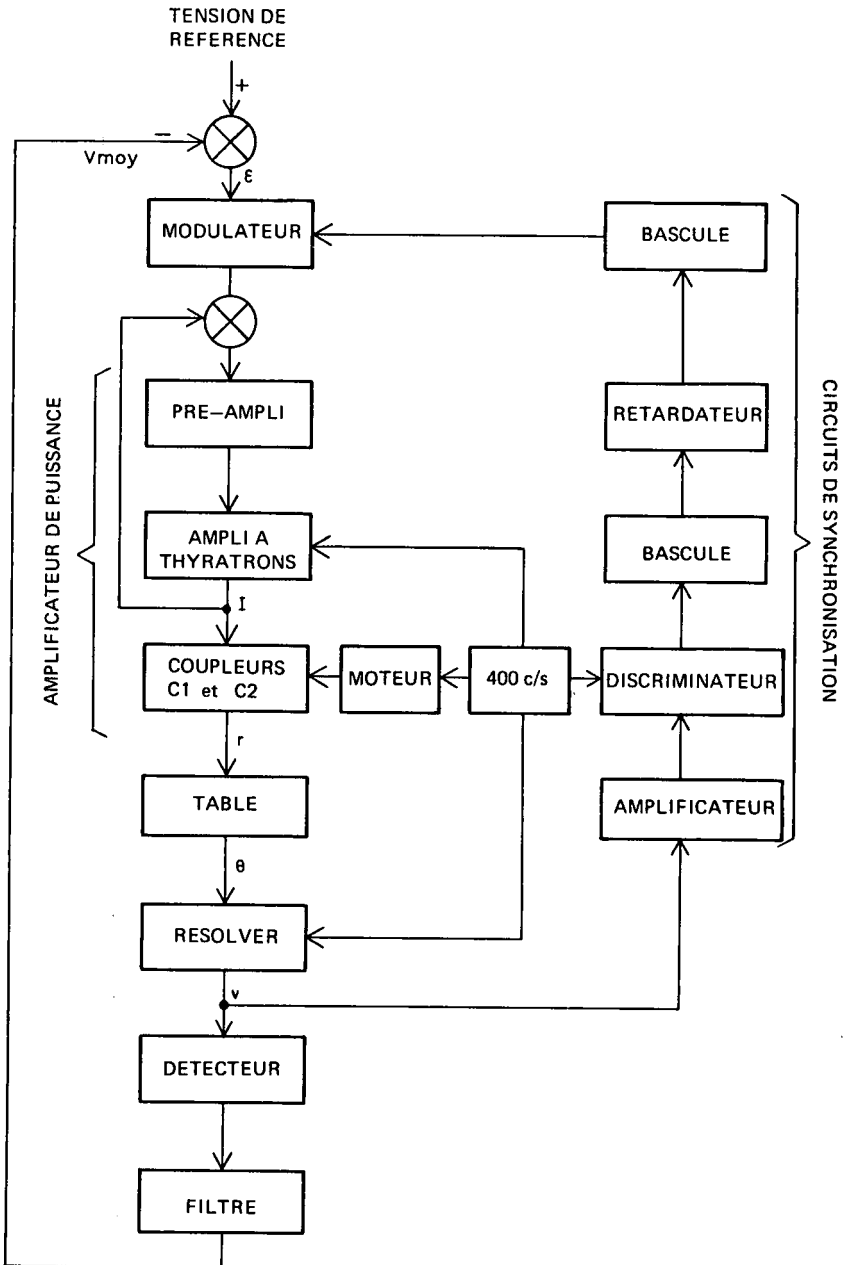 TENSION DE
REFERENCE
+
−
Vmoy
ε
MODULATEUR
BASCULE
PRE–AMPLI
RETARDATEUR
AMPLI A
THYRATRONS
BASCULE
I
COUPLEURS
C1 et C2
MOTEUR
400 c/s
DISCRIMINATEUR
r
TABLE
AMPLIFICATEUR
θ
RESOLVER
v
DETECTEUR
FILTRE
AMPLIFICATEUR DE PUISSANCE
CIRCUITS DE SYNCHRONISATION